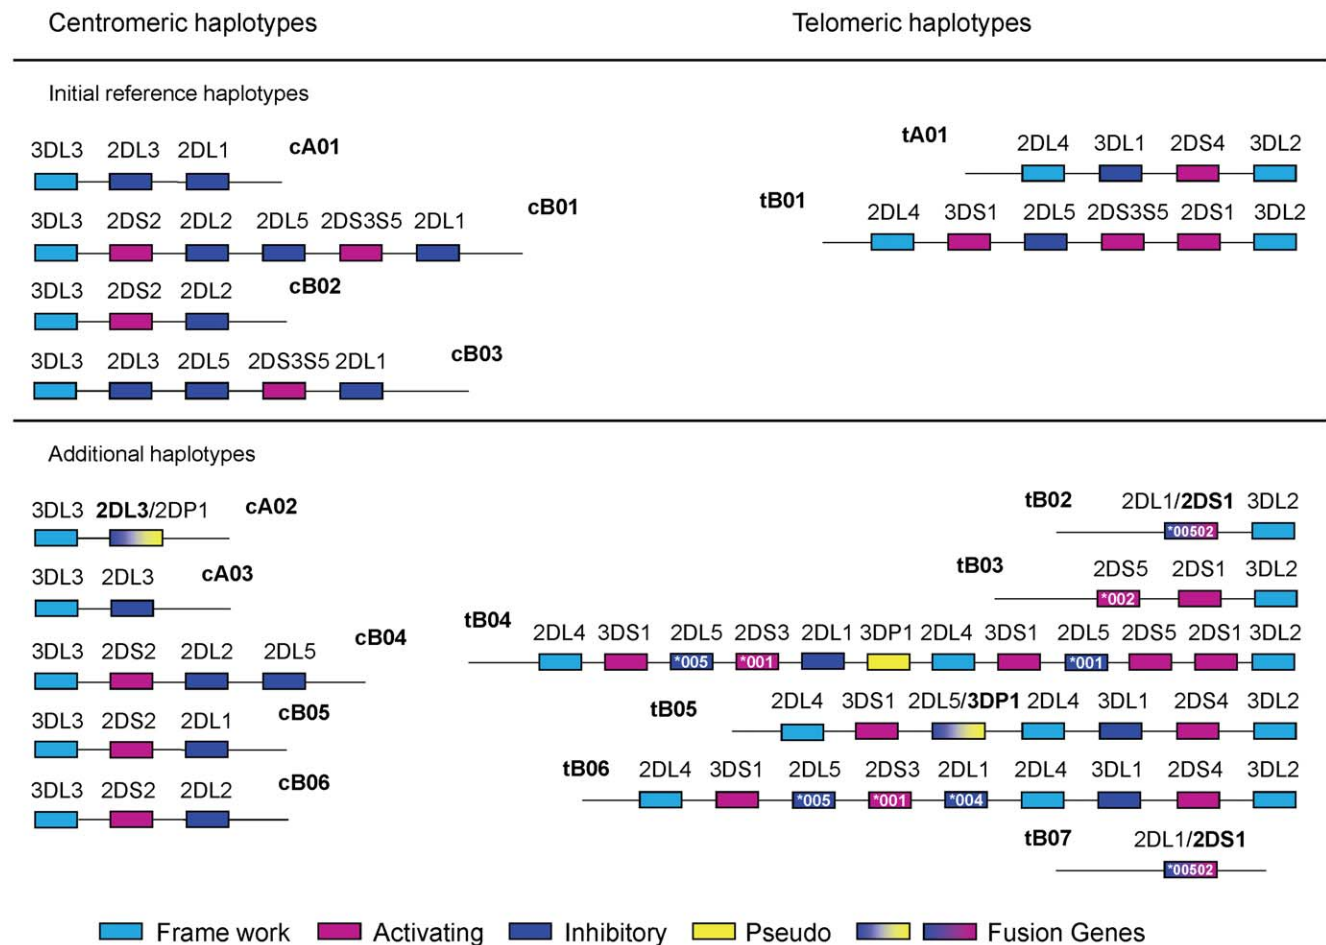 Centromeric haplotypes Telomeric haplotypes
Initial reference haplotypes
cA01
3DL3 2DL3 2DL1
cB01
3DL3 2DS2 2DL2 2DL5 2DS3S5 2DL1
cB02
3DL3 2DS2 2DL2
cB03
3DL3 2DL3 2DL5 2DS3S5 2DL1
tA01
2DL4 3DL1 2DS4 3DL2
tB01
2DL4 3DS1 2DL5 2DS3S5 2DS1 3DL2
Additional haplotypes
3DL3 2DL3/2DP1 cA02
3DL3 2DL3 cA03
cB04
3DL3 2DS2 2DL2 2DL5
cB05
3DL3 2DS2 2DL1
cB06
3DL3 2DS2 2DL2
tB02 2DL1/2DS1 3DL2
*00502
tB03 2DS5 2DS1 3DL2
*002
tB04 2DL4 3DS1 2DL5 2DS3 2DL1 3DP1 2DL4 3DS1 2DL5 2DS5 2DS1 3DL2
*005 *001 *001
tB05 2DL4 3DS1 2DL5/3DP1 2DL4 3DL1 2DS4 3DL2
tB06 2DL4 3DS1 2DL5 2DS3 2DL1 2DL4 3DL1 2DS4 3DL2
*005 *001 *004
tB07 2DL1/2DS1
*00502
Frame work Activating Inhibitory Pseudo Fusion Genes